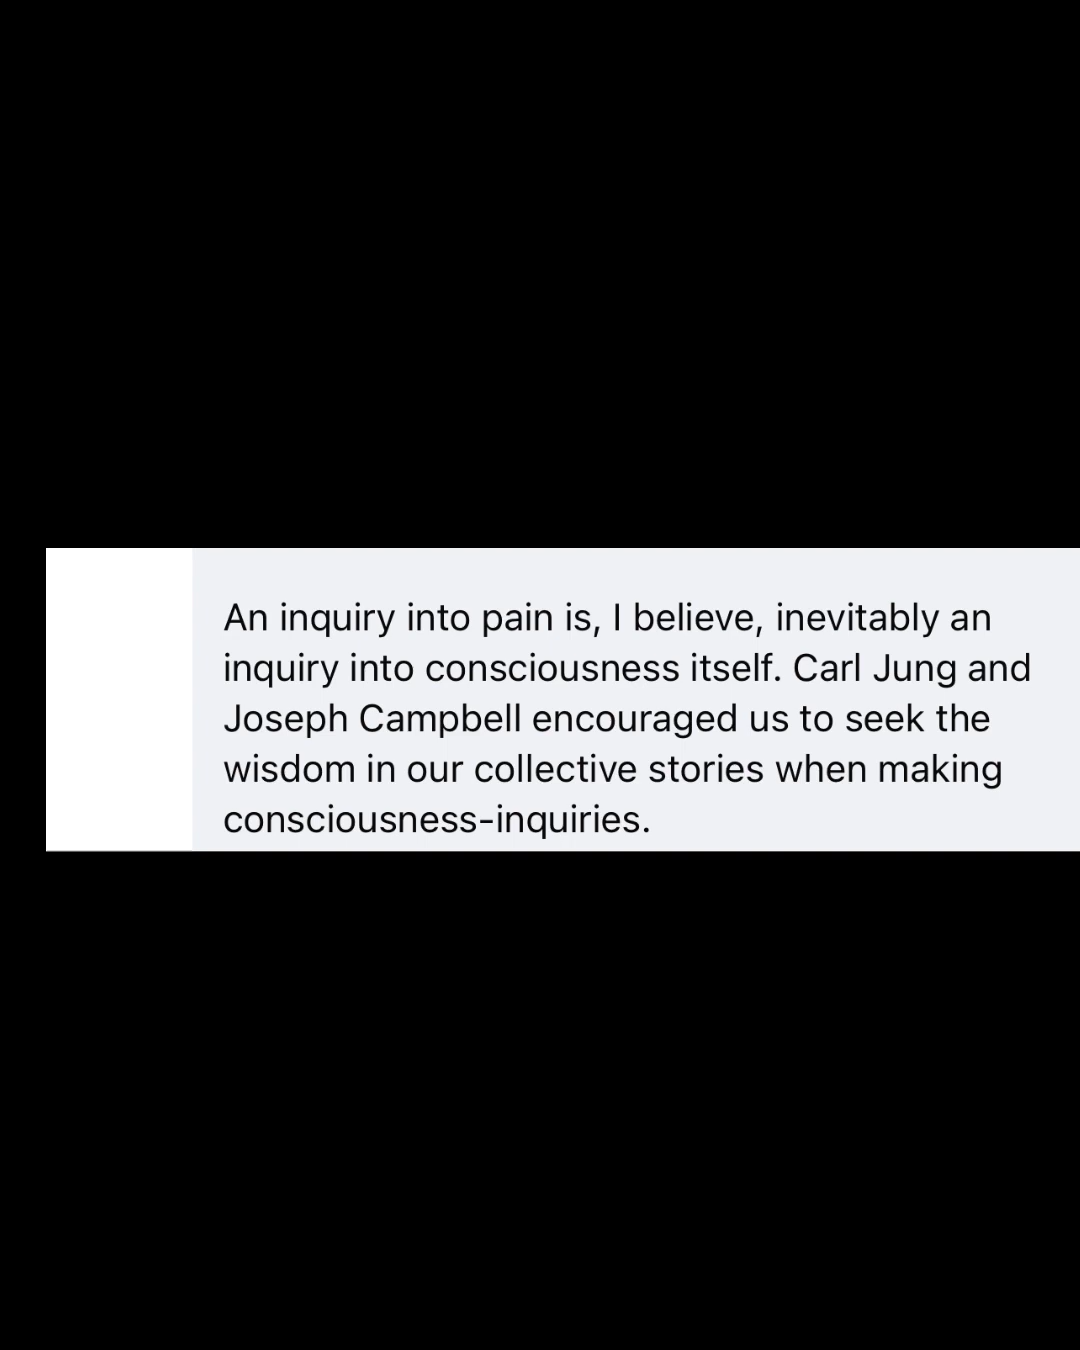 An inquiry into pain is, I believe, inevitably an
inquiry into consciousness itself. Carl Jung and
Joseph Campbell encouraged us to seek the
wisdom in our collective stories when making
consciousness-inquiries.